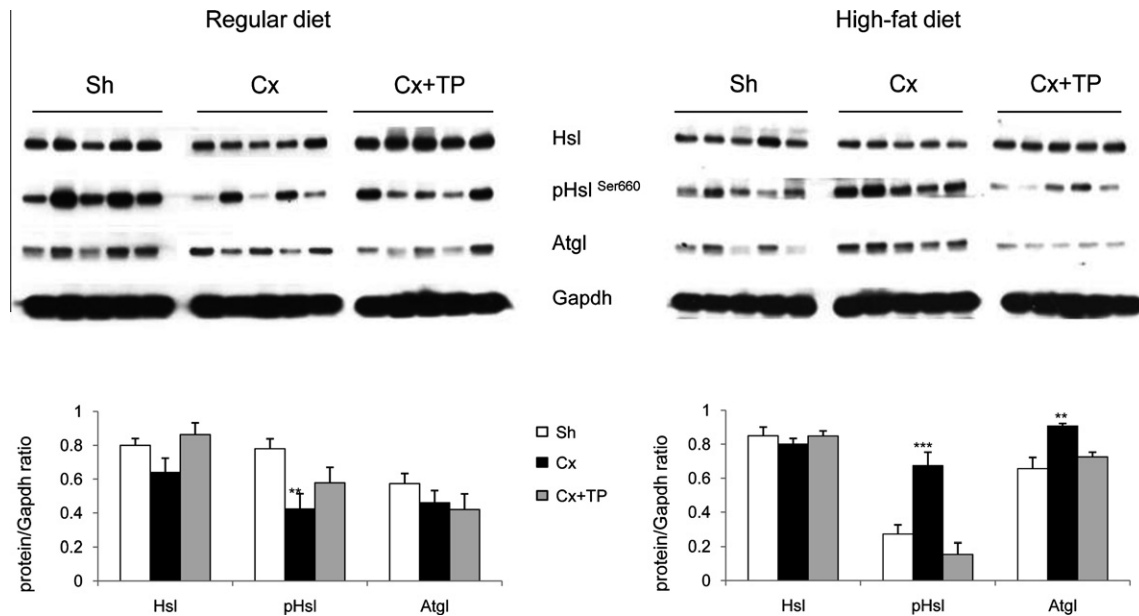 Regular diet
High-fat diet
Sh Cx Cx+TP
Sh Cx Cx+TP
Hsl
pHsl Ser660
Atgl
Gapdh
protein/Gapdh ratio
1
0.8
0.6
0.4
0.2
0
**
Hsl pHsl Atgl
Sh
Cx
Cx+TP
protein/Gapdh ratio
1
0.8
0.6
0.4
0.2
0
***
**
Hsl pHsl Atgl